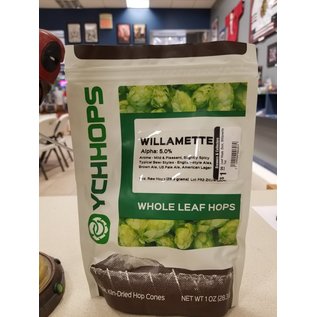 YCHHOPS
WILLAMETTE
Alpha: 5.0%
Aroma - Mild & Pleasant, Slightly Spicy
Typical Beer Styles - English-style Ales,
Brown Ale, US Pale Ale, American Lager
WHOLE LEAF HOPS
Kiln-Dried Hop Cones
NET WT 1 OZ